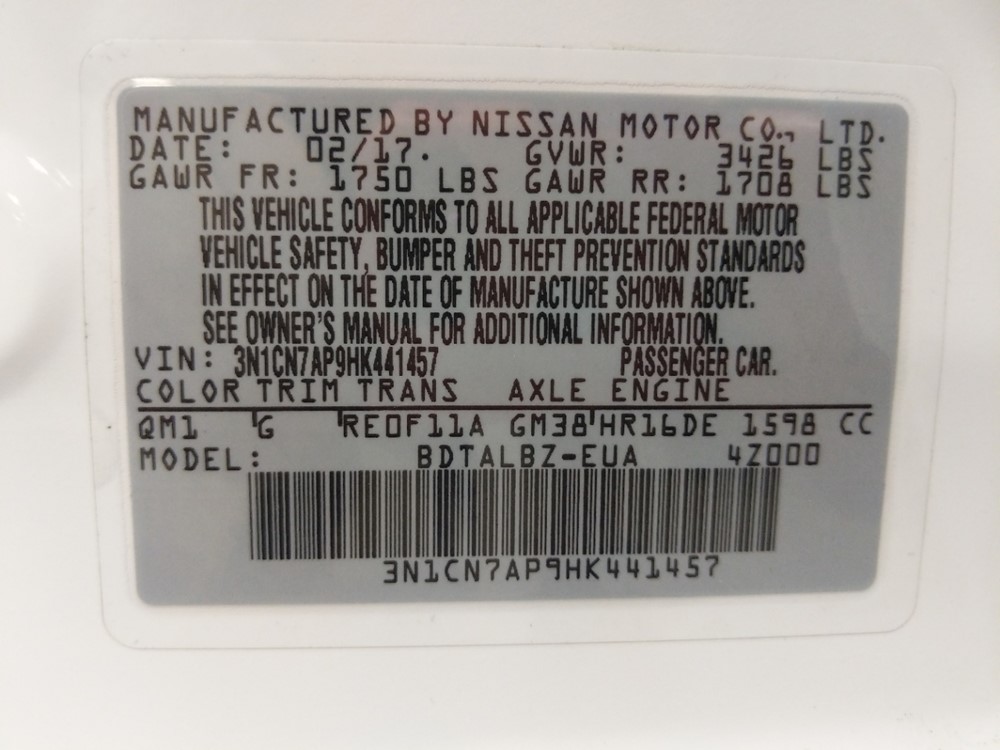 MANUFACTURED BY NISSAN MOTOR CO., LTD.
DATE: 02/17. GVWR: 3426 LBS
GAWR FR: 1750 LBS GAWR RR: 1708 LBS
THIS VEHICLE CONFORMS TO ALL APPLICABLE FEDERAL MOTOR
VEHICLE SAFETY, BUMPER AND THEFT PREVENTION STANDARDS
IN EFFECT ON THE DATE OF MANUFACTURE SHOWN ABOVE.
SEE OWNER'S MANUAL FOR ADDITIONAL INFORMATION.
VIN: 3N1CN7AP9HK441457 PASSENGER CAR.
COLOR TRIM TRANS AXLE ENGINE
QM1 G RE0F11A GM38 HR16DE 1598 CC
MODEL: BDTALBZ-EUA 4Z000
3N1CN7AP9HK441457